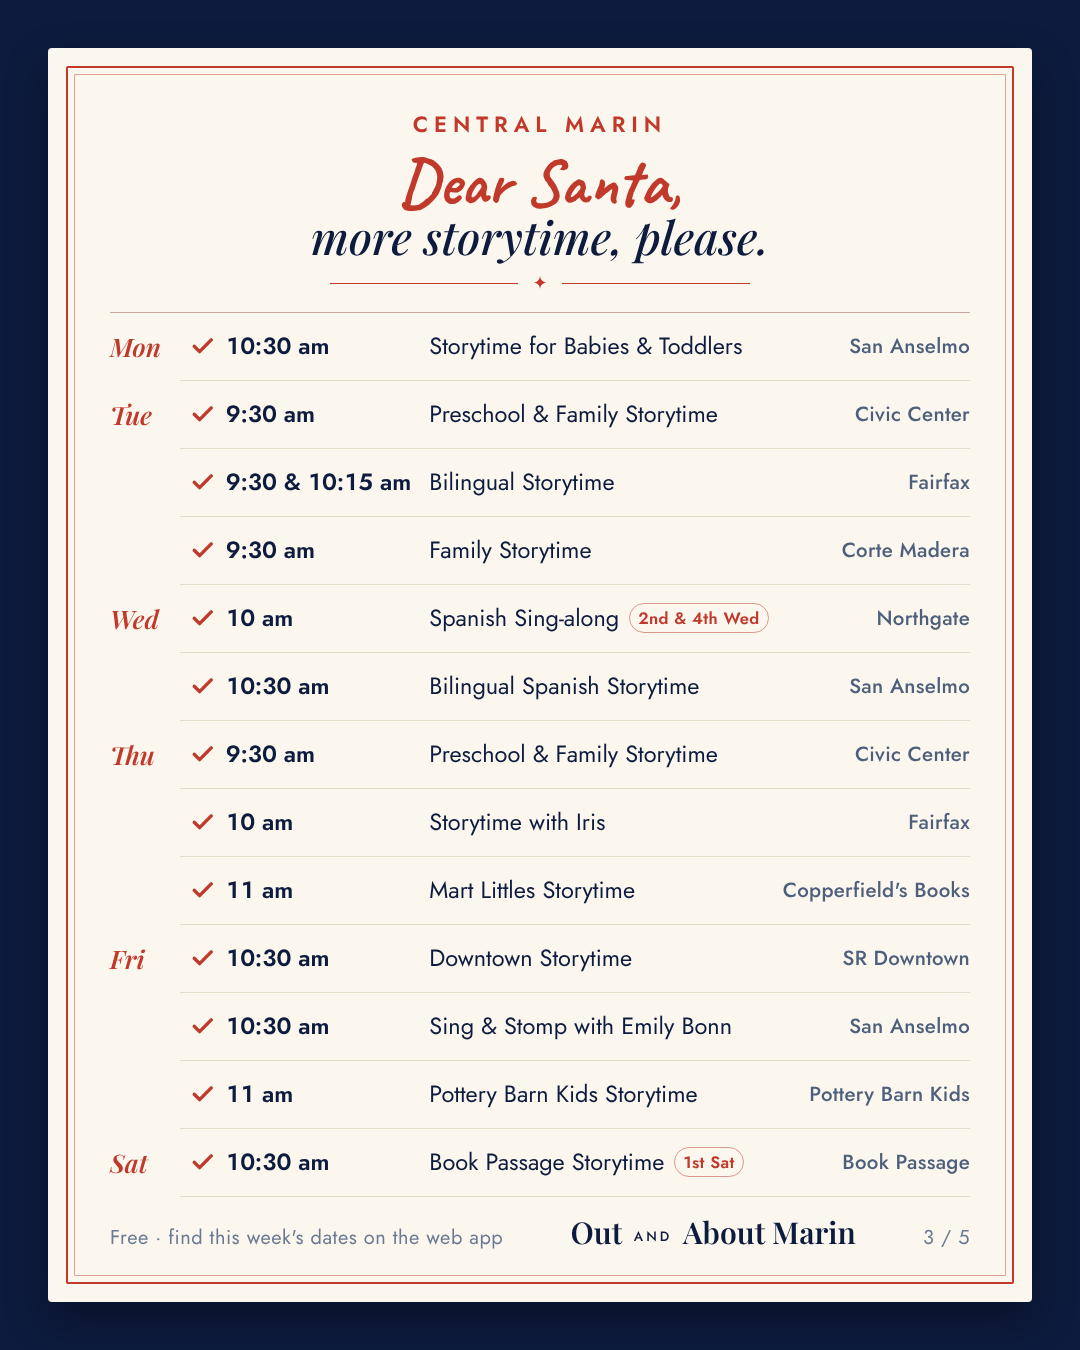 CENTRAL MARIN
Dear Santa,
more storytime, please.
Mon 10:30 am Storytime for Babies & Toddlers San Anselmo
Tue 9:30 am Preschool & Family Storytime Civic Center
9:30 & 10:15 am Bilingual Storytime Fairfax
9:30 am Family Storytime Corte Madera
Wed 10 am Spanish Sing-along 2nd & 4th Wed Northgate
10:30 am Bilingual Spanish Storytime San Anselmo
Thu 9:30 am Preschool & Family Storytime Civic Center
10 am Storytime with Iris Fairfax
11 am Mart Littles Storytime Copperfield's Books
Fri 10:30 am Downtown Storytime SR Downtown
10:30 am Sing & Stomp with Emily Bonn San Anselmo
11 am Pottery Barn Kids Storytime Pottery Barn Kids
Sat 10:30 am Book Passage Storytime 1st Sat Book Passage
Free · find this week's dates on the web app Out AND About Marin 3 / 5